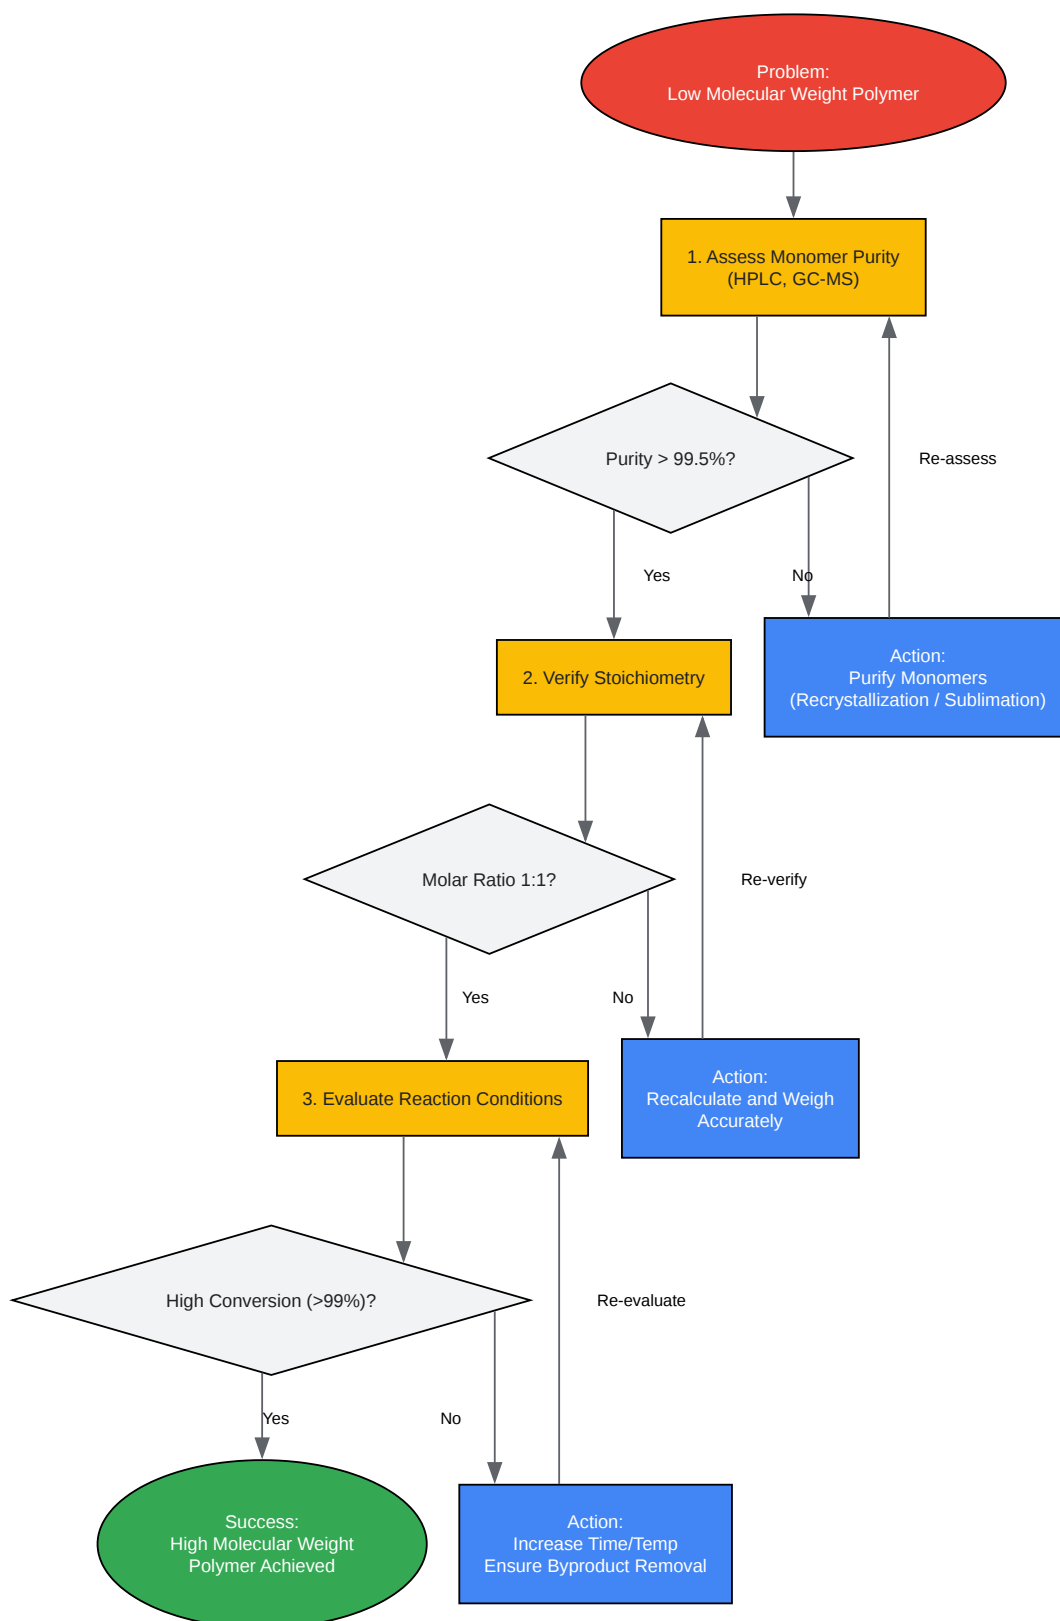 Problem:
Low Molecular Weight Polymer
1. Assess Monomer Purity
(HPLC, GC-MS)
Purity > 99.5%?
Re-assess
Yes
No
Action:
Purify Monomers
(Recrystallization / Sublimation)
2. Verify Stoichiometry
Molar Ratio 1:1?
Re-verify
Yes
No
Action:
Recalculate and Weigh
Accurately
3. Evaluate Reaction Conditions
High Conversion (>99%)?
Re-evaluate
Yes
No
Success:
High Molecular Weight
Polymer Achieved
Action:
Increase Time/Temp
Ensure Byproduct Removal